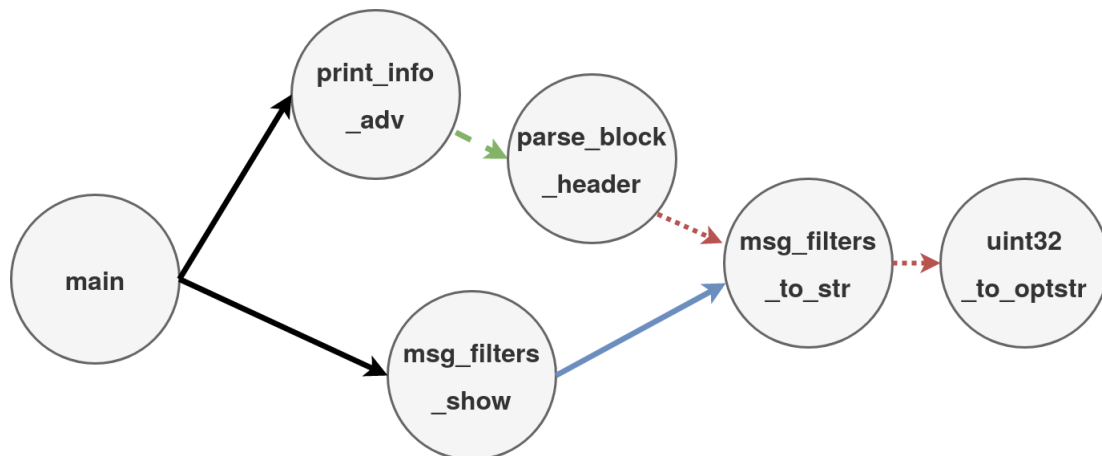 print_info
_adv
parse_block
_header
main
msg_filters
_to_str
uint32
_to_optstr
msg_filters
_show